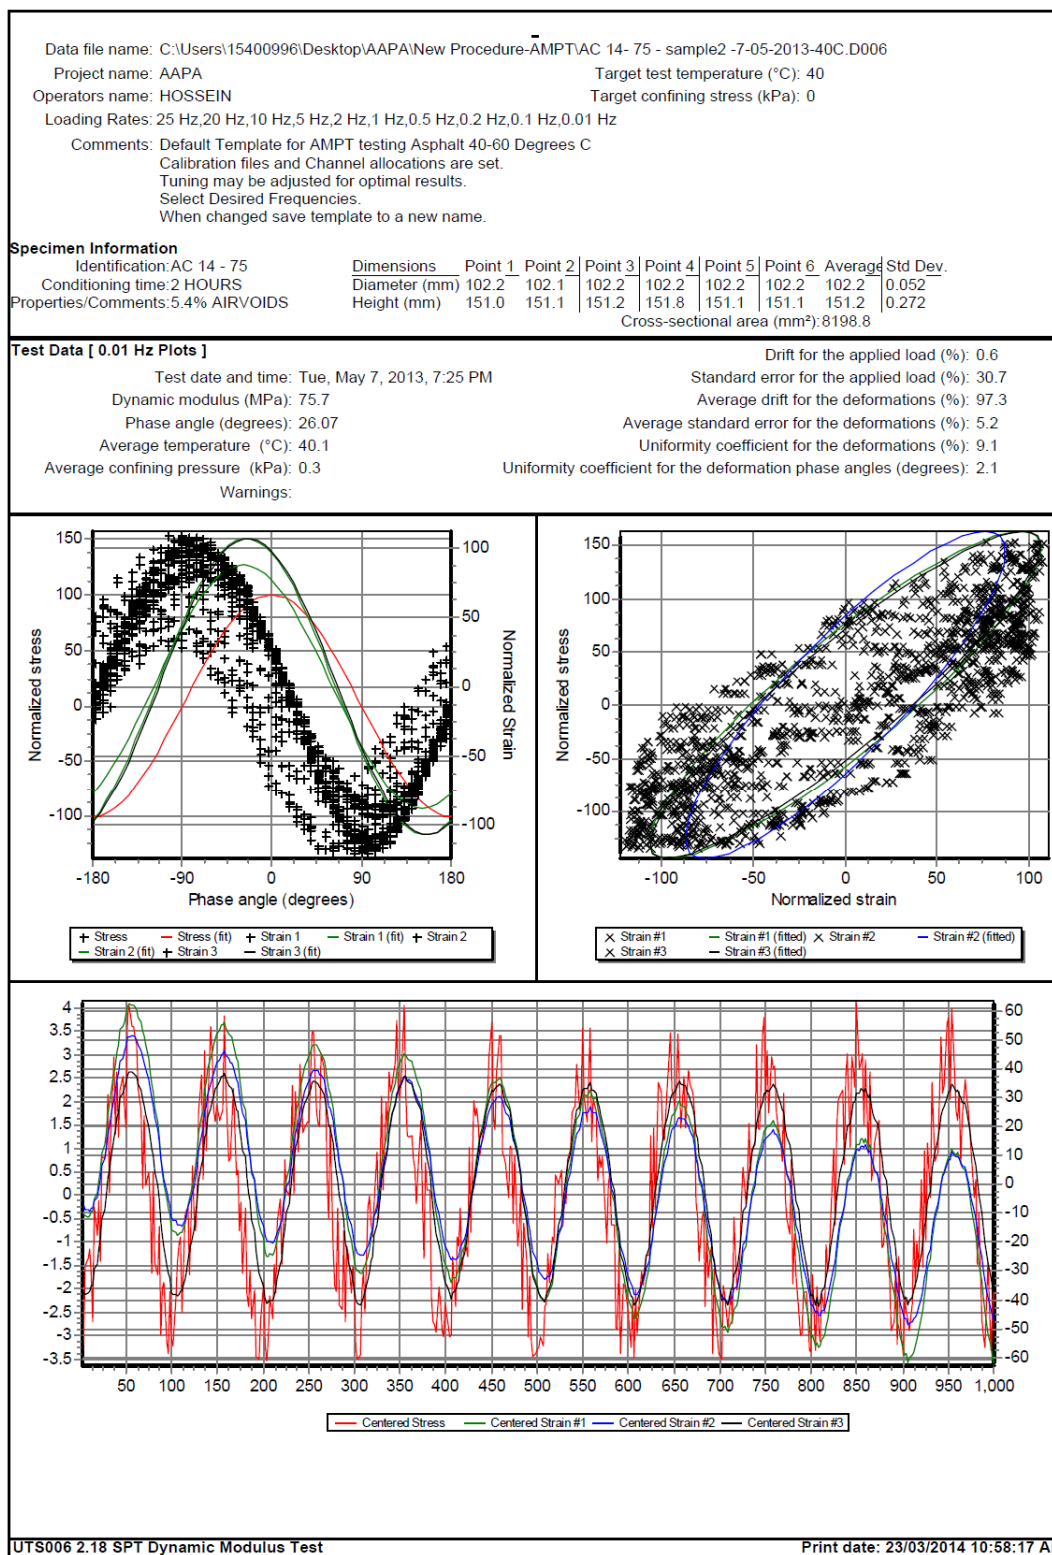 Data file name: C:\Users\15400996\Desktop\AAPA\New Procedure-AMPT\AC 14- 75 - sample2 -7-05-2013-40C.D006
Project name: AAPA Target test temperature (°C): 40
Operators name: HOSSEIN Target confining stress (kPa): 0
Loading Rates: 25 Hz,20 Hz,10 Hz,5 Hz,2 Hz,1 Hz,0.5 Hz,0.2 Hz,0.1 Hz,0.01 Hz
Comments: Default Template for AMPT testing Asphalt 40-60 Degrees C
Calibration files and Channel allocations are set.
Tuning may be adjusted for optimal results.
Select Desired Frequencies.
When changed save template to a new name.
Specimen Information
Identification: AC 14 - 75 Dimensions Point 1 Point 2 Point 3 Point 4 Point 5 Point 6 Average Std Dev.
Conditioning time: 2 HOURS Diameter (mm) 102.2 102.1 102.2 102.2 102.2 102.2 102.2 0.052
Properties/Comments: 5.4% AIRVOIDS Height (mm) 151.0 151.1 151.2 151.8 151.1 151.1 151.2 0.272
Cross-sectional area (mm²): 8198.8
Test Data [ 0.01 Hz Plots ] Drift for the applied load (%): 0.6
Test date and time: Tue, May 7, 2013, 7:25 PM Standard error for the applied load (%): 30.7
Dynamic modulus (MPa): 75.7 Average drift for the deformations (%): 97.3
Phase angle (degrees): 26.07 Average standard error for the deformations (%): 5.2
Average temperature (°C): 40.1 Uniformity coefficient for the deformations (%): 9.1
Average confining pressure (kPa): 0.3 Uniformity coefficient for the deformation phase angles (degrees): 2.1
Warnings:
Normalized stress
150
100
50
0
-50
-100
100
50
0
-50
-100
Normalized Strain
-180 -90 0 90 180
Phase angle (degrees)
Stress Stress (fit) Strain 1 Strain 1 (fit) Strain 2
Strain 2 (fit) Strain 3 Strain 3 (fit)
Normalized stress
150
100
50
0
-50
-100
-100 -50 0 50 100
Normalized strain
Strain #1 Strain #1 (fitted) Strain #2 Strain #2 (fitted)
Strain #3 Strain #3 (fitted)
4
3.5
3
2.5
2
1.5
1
0.5
0
-0.5
-1
-1.5
-2
-2.5
-3
-3.5
60
50
40
30
20
10
0
-10
-20
-30
-40
-50
-60
50 100 150 200 250 300 350 400 450 500 550 600 650 700 750 800 850 900 950 1,000
Centered Stress Centered Strain #1 Centered Strain #2 Centered Strain #3
UTS006 2.18 SPT Dynamic Modulus Test Print date: 23/03/2014 10:58:17 A